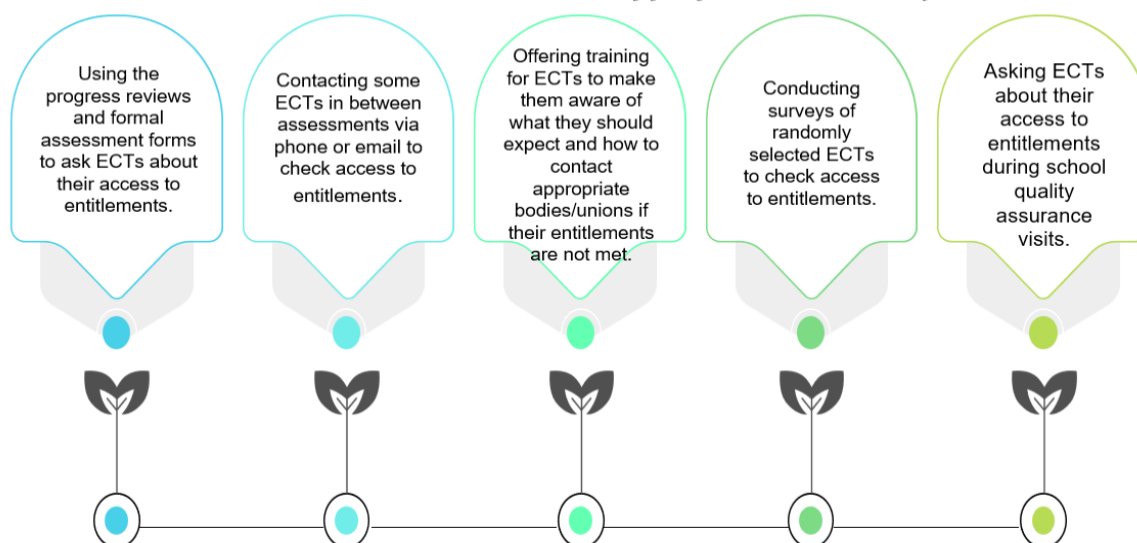 Using the
progress reviews
and formal
assessment forms
to ask ECTs about
their access to
entitlements.
Contacting some
ECTs in between
assessments via
phone or email to
check access to
entitlements.
Offering training
for ECTs to make
them aware of
what they should
expect and how to
contact
appropriate
bodies/unions if
their entitlements
are not met.
Conducting
surveys of
randomly
selected ECTs
to check access
to entitlements.
Asking ECTs
about their
access to
entitlements
during school
quality
assurance
visits.